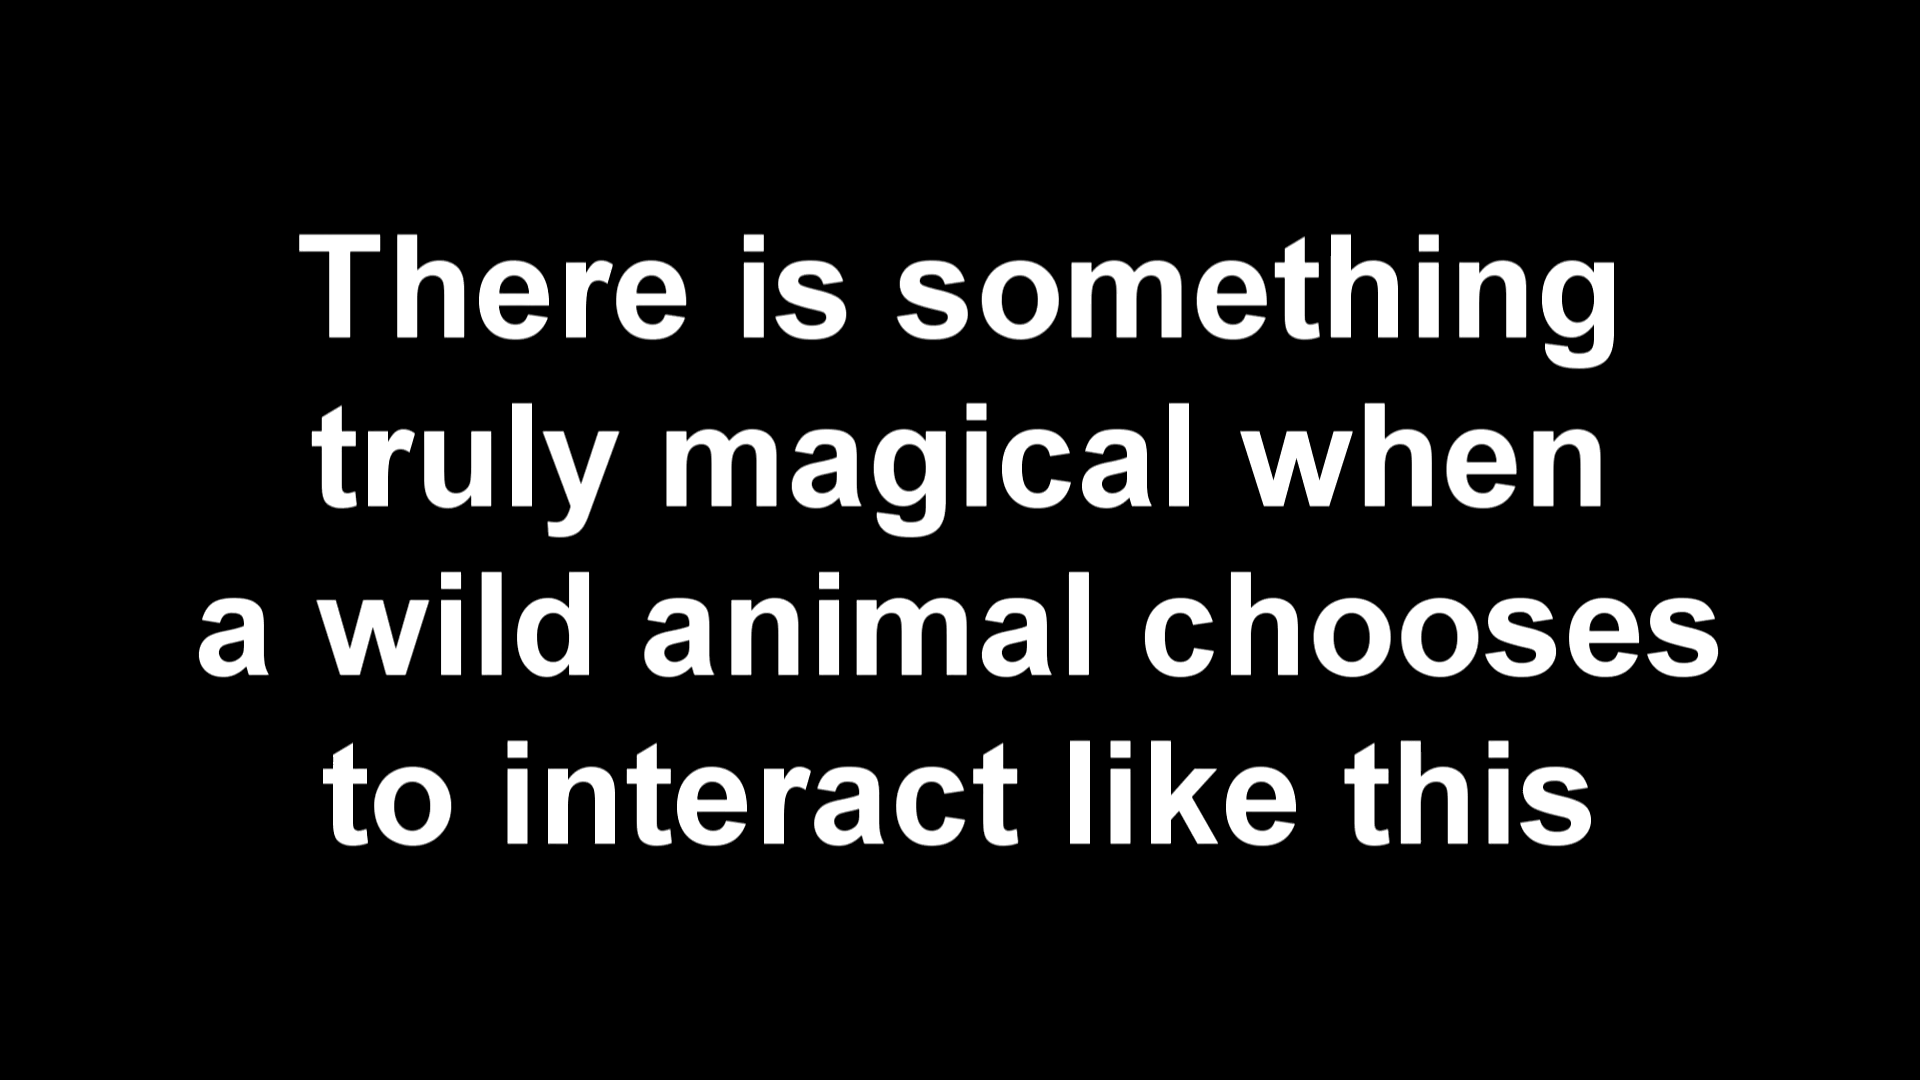 There is something
truly magical when
a wild animal chooses
to interact like this